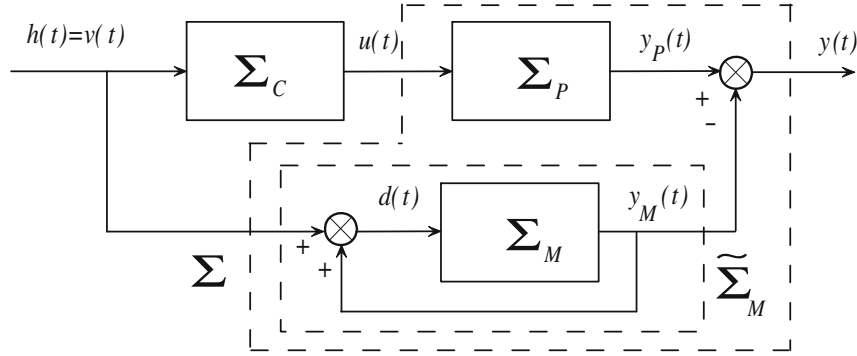 h(t)=v(t)
Σ_C
u(t)
Σ_P
y_P(t)
+
-
y(t)
d(t)
Σ_M
y_M(t)
+
+
Σ
Σ̃_M